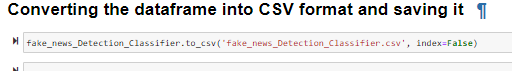 Converting the dataframe into CSV format and saving it ¶
fake_news_Detection_Classifier.to_csv('fake_news_Detection_Classifier.csv', index=False)